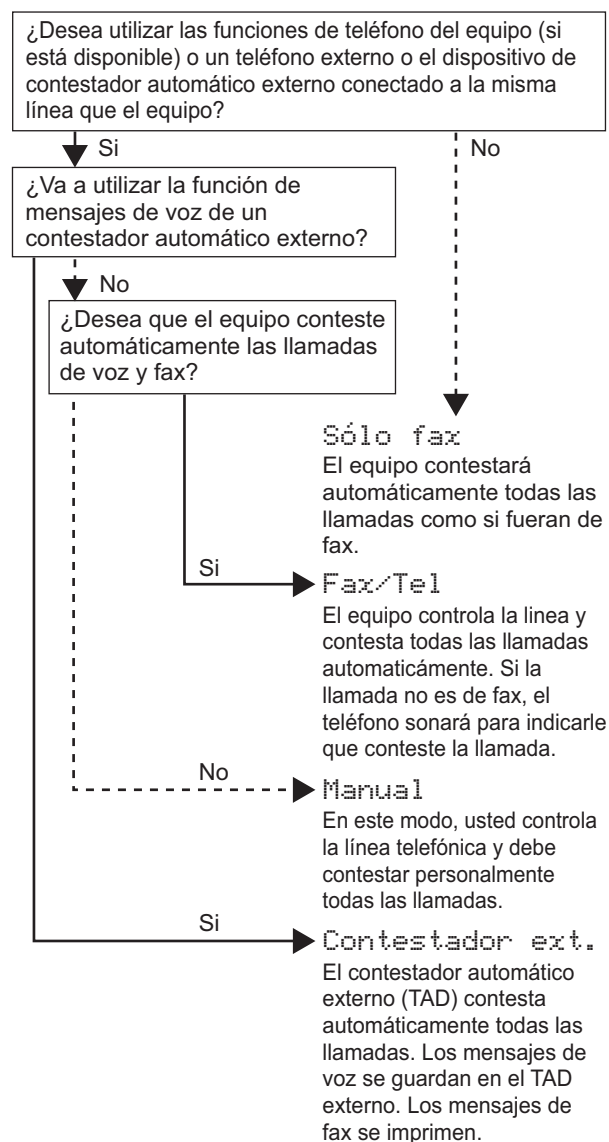 ¿Desea utilizar las funciones de teléfono del equipo (si
está disponible) o un teléfono externo o el dispositivo de
contestador automático externo conectado a la misma
línea que el equipo?
Si
No
¿Va a utilizar la función de
mensajes de voz de un
contestador automático externo?
No
¿Desea que el equipo conteste
automáticamente las llamadas
de voz y fax?
Sólo fax
El equipo contestará
automáticamente todas las
llamadas como si fueran de
fax.
Si
Fax/Tel
El equipo controla la linea y
contesta todas las llamadas
automaticámente. Si la
llamada no es de fax, el
teléfono sonará para indicarle
que conteste la llamada.
No
Manual
En este modo, usted controla
la línea telefónica y debe
contestar personalmente
todas las llamadas.
Si
Contestador ext.
El contestador automático
externo (TAD) contesta
automáticamente todas las
llamadas. Los mensajes de
voz se guardan en el TAD
externo. Los mensajes de
fax se imprimen.